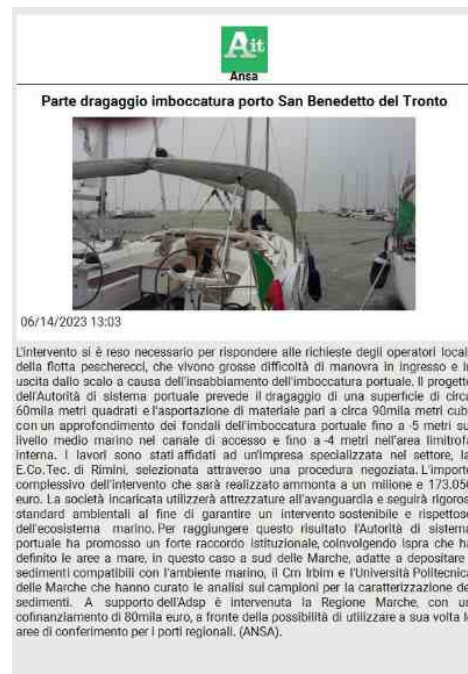 Ait
Ansa
Parte dragaggio imboccatura porto San Benedetto del Tronto
06/14/2023 13:03
L'intervento si è reso necessario per rispondere alle richieste degli operatori local
della flotta pescherecci, che vivono grosse difficoltà di manovra in ingresso e i
uscita dallo scalo a causa dell'insabbiamento dell'imboccatura portuale. Il progett
dell'Autorità di sistema portuale prevede il dragaggio di una superficie di circa
60mila metri quadrati e l'asportazione di materiale pari a circa 90mila metri cub
con un approfondimento dei fondali dell'imboccatura portuale fino a -5 metri su
livello medio marino nel canale di accesso e fino a -4 metri nell'area limitrof
interna. I lavori sono stati affidati ad un'impresa specializzata nel settore, la
E.Co.Tec. di Rimini, selezionata attraverso una procedura negoziata. L'importo
complessivo dell'intervento che sarà realizzato ammonta a un milione e 173.050
euro. La società incaricata utilizzerà attrezzature all'avanguardia e seguirà rigoros
standard ambientali al fine di garantire un intervento sostenibile e rispettoso
dell'ecosistema marino. Per raggiungere questo risultato l'Autorità di sistema
portuale ha promosso un forte raccordo istituzionale, coinvolgendo Ispra che ha
definito le aree a mare, in questo caso a sud delle Marche, adatte a depositare
sedimenti compatibili con l'ambiente marino, il Cnr Irbim e l'Università Politecnica
delle Marche che hanno curato le analisi sui campioni per la caratterizzazione de
sedimenti. A supporto dell'Adsp è intervenuta la Regione Marche, con un
cofinanziamento di 80mila euro, a fronte della possibilità di utilizzare a sua volta l
aree di conferimento per i porti regionali. (ANSA).